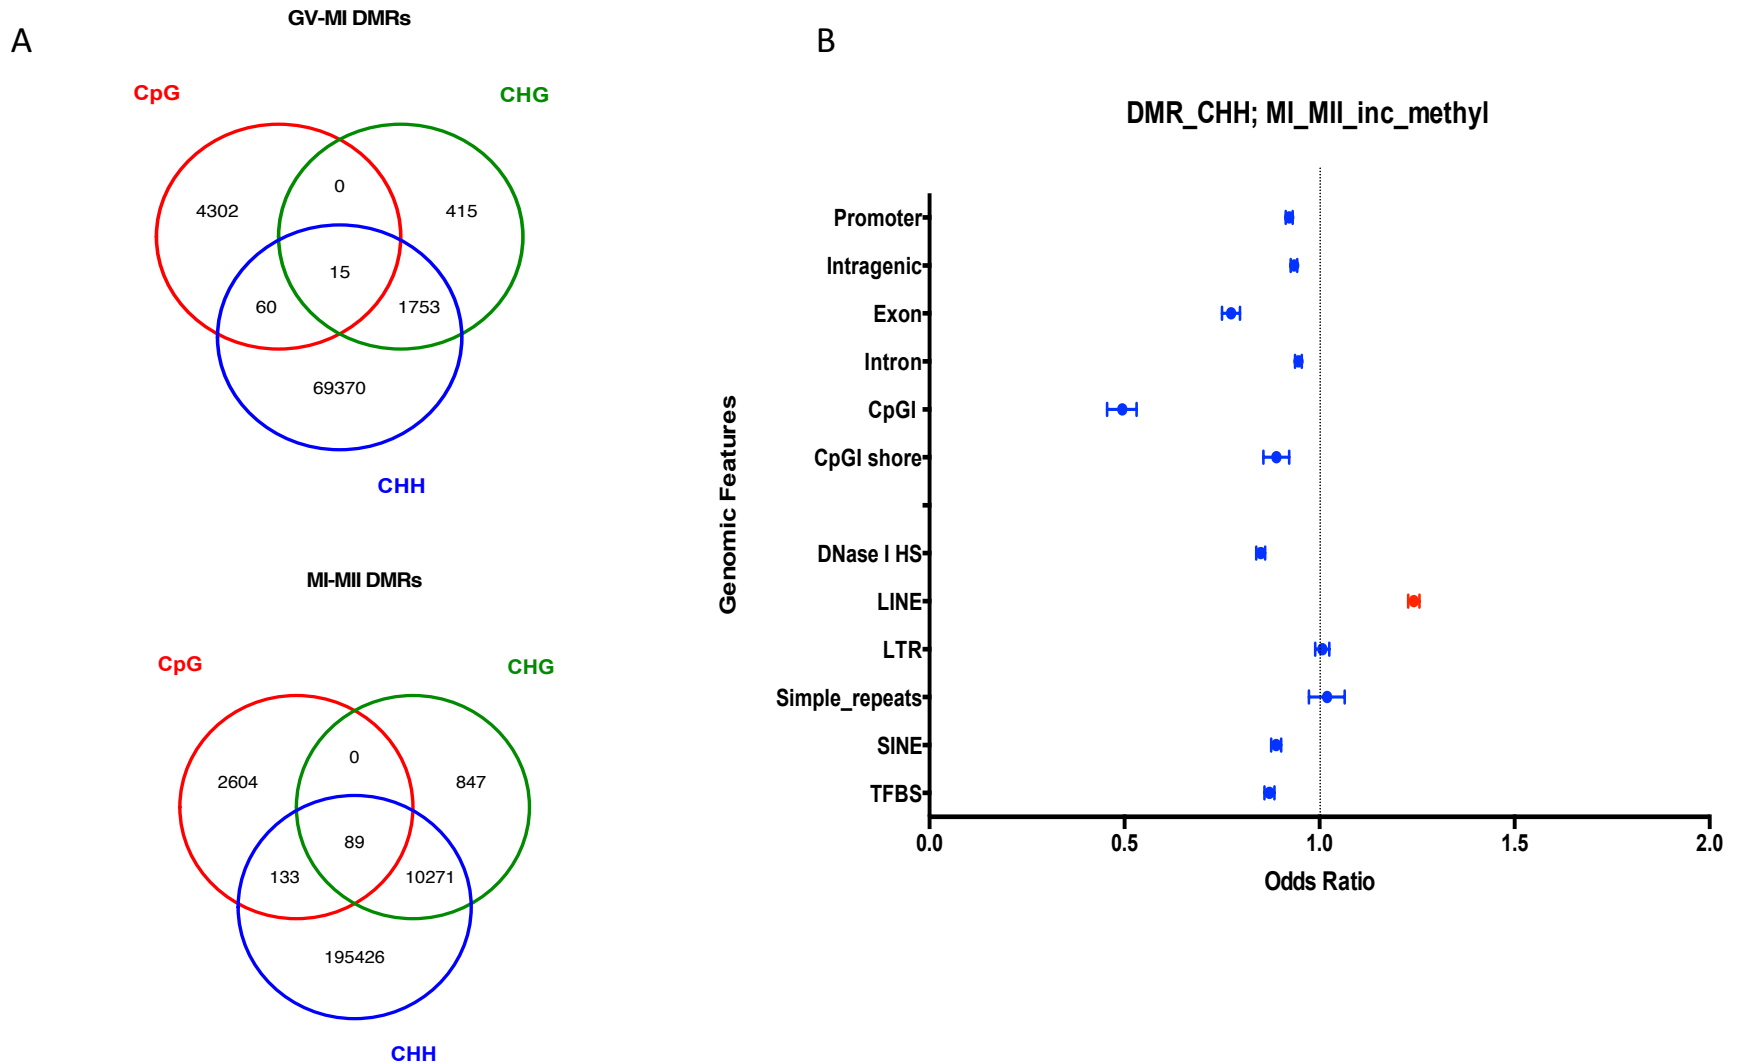 A
GV-MI DMRs
CpG
CHG
0
4302
415
15
60
1753
69370
CHH
MI-MII DMRs
CpG
CHG
0
2604
847
89
133
10271
195426
CHH
B
DMR_CHH; MI_MII_inc_methyl
Genomic Features
Promoter
Intragenic
Exon
Intron
CpGI
CpGI shore
DNase I HS
LINE
LTR
Simple_repeats
SINE
TFBS
0.0 0.5 1.0 1.5 2.0
Odds Ratio